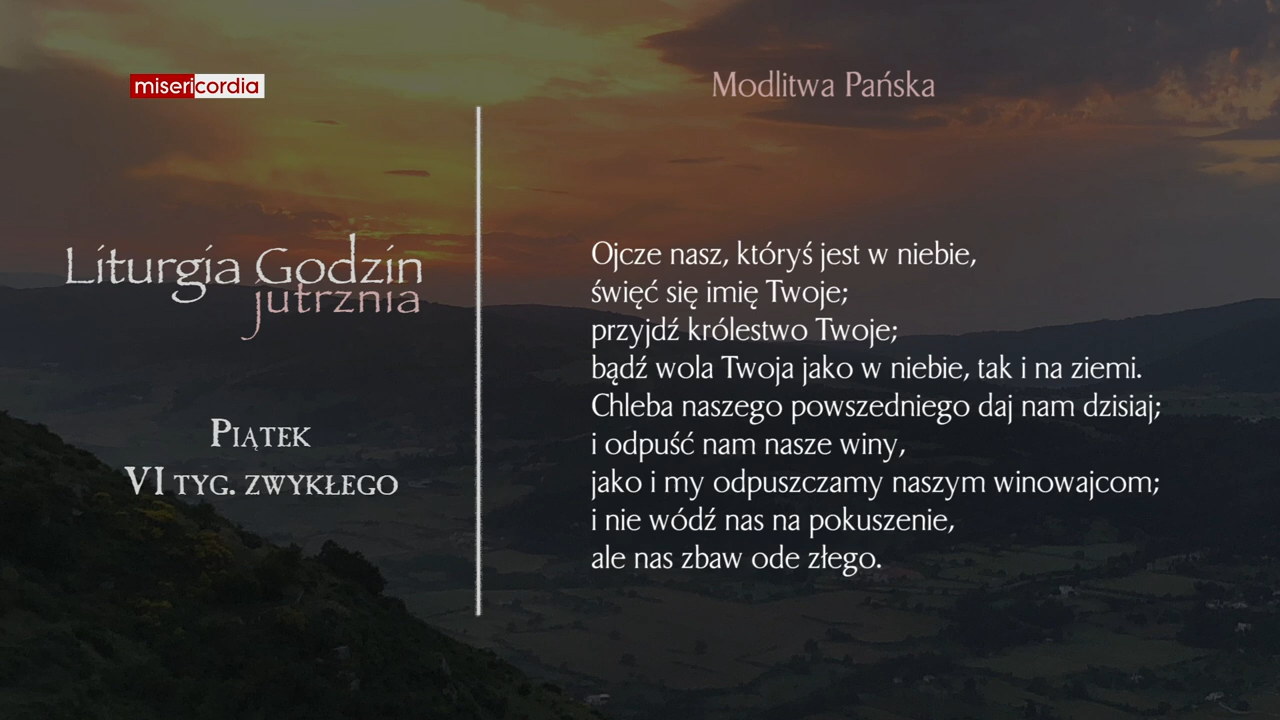 misericordia
Liturgia Godzin
jutrznia
Piątek
VI tyg. zwykłego
Modlitwa Pańska
Ojcze nasz, któryś jest w niebie,
święć się imię Twoje;
przyjdź królestwo Twoje;
bądź wola Twoja jako w niebie, tak i na ziemi.
Chleba naszego powszedniego daj nam dzisiaj;
i odpuść nam nasze winy,
jako i my odpuszczamy naszym winowajcom;
i nie wódź nas na pokuszenie,
ale nas zbaw ode złego.